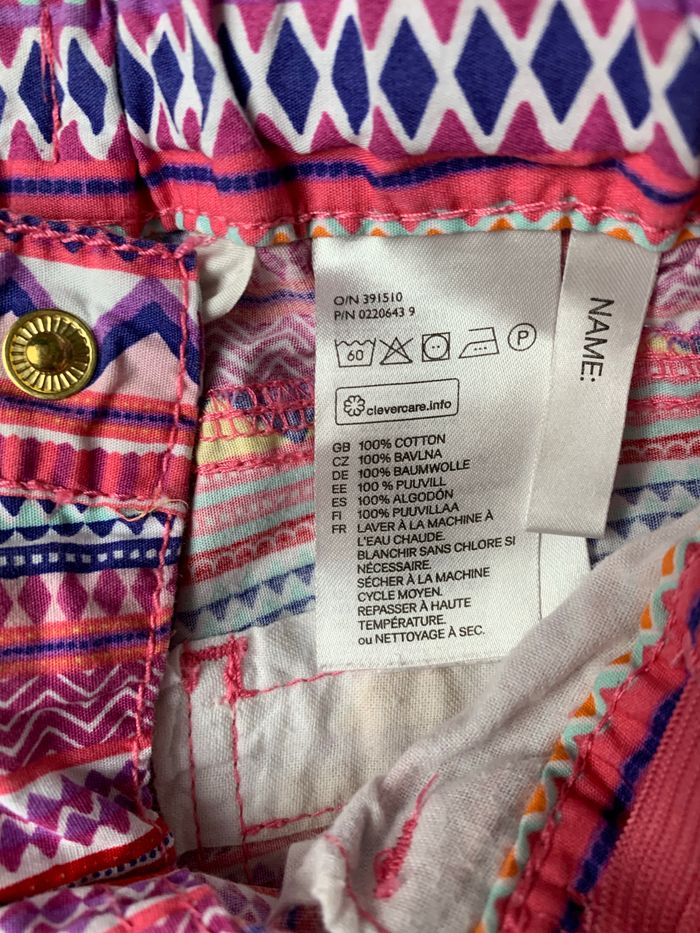 O/N 391510
P/N 0220643 9
60
P
clevercare.info
GB 100% COTTON
CZ 100% BAVLNA
DE 100% BAUMWOLLE
EE 100 % PUUVILL
ES 100% ALGODÓN
FI 100% PUUVILLAA
FR LAVER À LA MACHINE À
L'EAU CHAUDE.
BLANCHIR SANS CHLORE SI
NÉCESSAIRE.
SÉCHER À LA MACHINE
CYCLE MOYEN.
REPASSER À HAUTE
TEMPÉRATURE.
ou NETTOYAGE À SEC.
NAME: